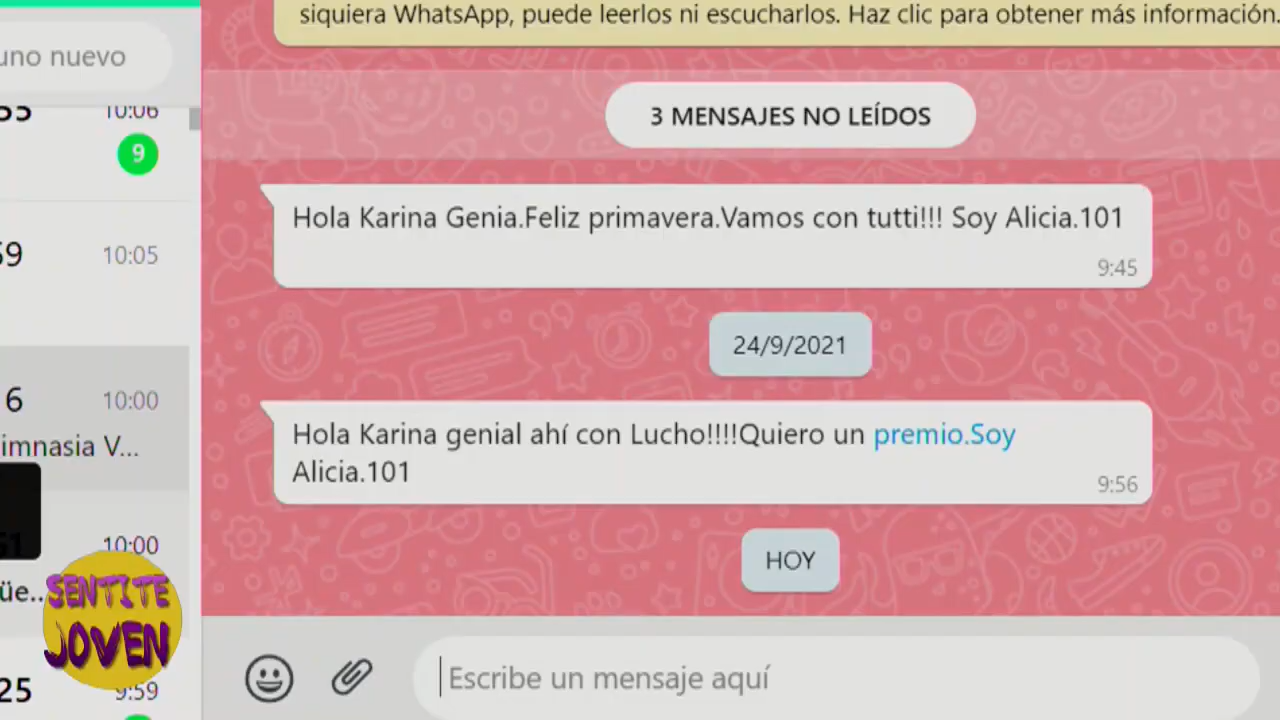 siquiera WhatsApp, puede leerlos ni escucharlos. Haz clic para obtener más información.
uno nuevo
10:06
9
3 MENSAJES NO LEÍDOS
Hola Karina Genia.Feliz primavera.Vamos con tutti!!! Soy Alicia.101
9:45
59
10:05
24/9/2021
6
10:00
imnasia V...
Hola Karina genial ahí con Lucho!!!!Quiero un premio.Soy
Alicia.101
9:56
10:00
HOY
üe..
SENTITE
JOVEN
25
9:59
Escribe un mensaje aquí